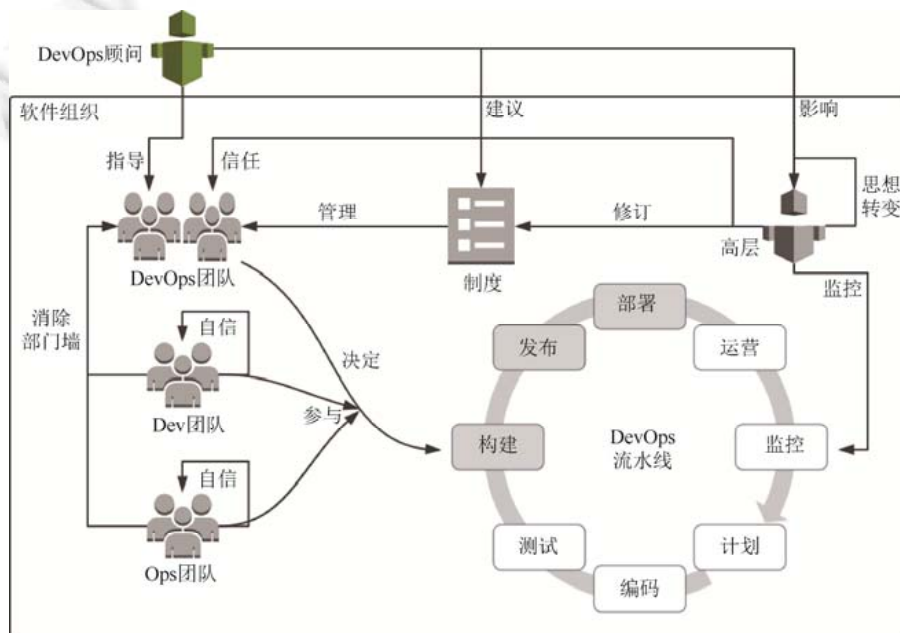 DevOps顾问
软件组织
建议
影响
指导
信任
思想
转变
管理
修订
高层
DevOps团队
制度
监控
消除
部门墙
自信
部署
发布
运营
决定
Dev团队
参与
构建
DevOps
流水线
监控
自信
测试
计划
编码
Ops团队